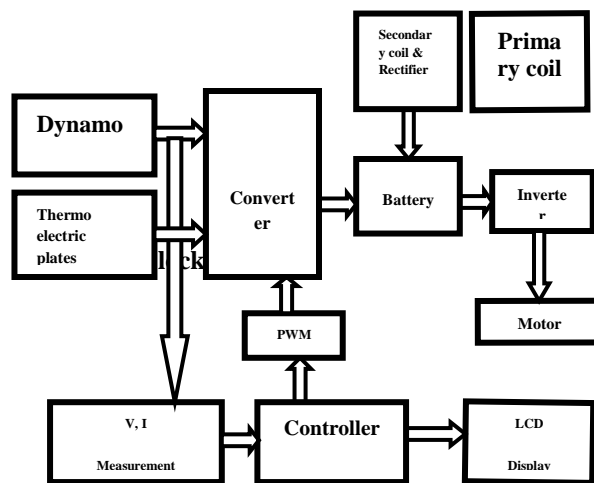 Secondar
y coil &
Rectifier
Prima
ry coil
Dynamo
Thermo
electric
plates
Convert
er
Battery
Inverte
r
lock
Motor
PWM
V, I
Measurement
Controller
LCD
Display